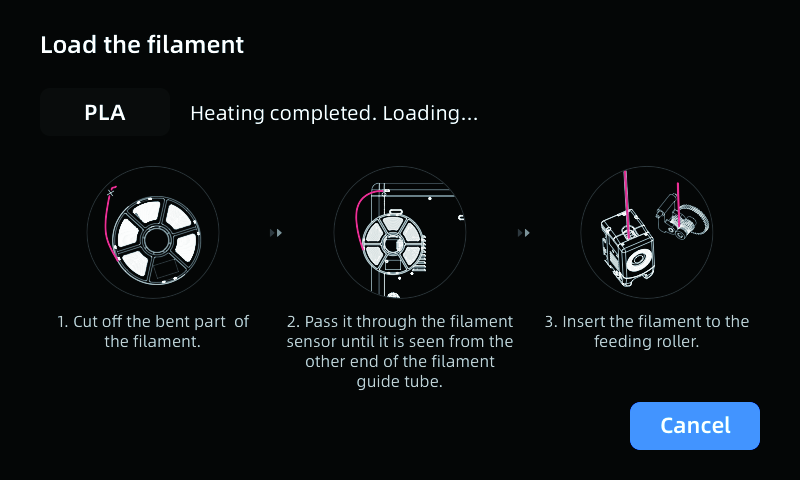 Load the filament
PLA
Heating completed. Loading...
1. Cut off the bent part  of
the filament.
2. Pass it through the filament
sensor until it is seen from the
other end of the filament
guide tube.
3. Insert the filament to the
feeding roller.
Cancel